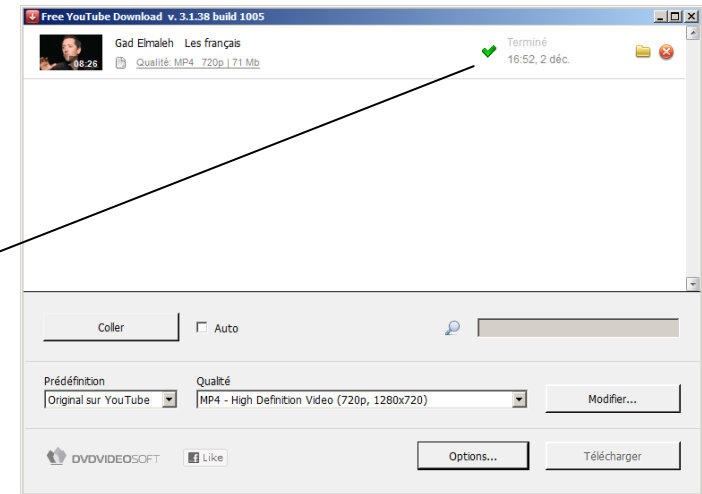 Free YouTube Download v. 3.1.38 build 1005
Gad Elmaleh Les français
Terminé
08:26
Qualité: MP4 720p | 71 Mb
16:52, 2 déc.
Coller
Auto
Prédéfinition
Qualité
Original sur YouTube
MP4 - High Definition Video (720p, 1280x720)
Modifier...
DVDVIDEOSOFT
Like
Options...
Télécharger